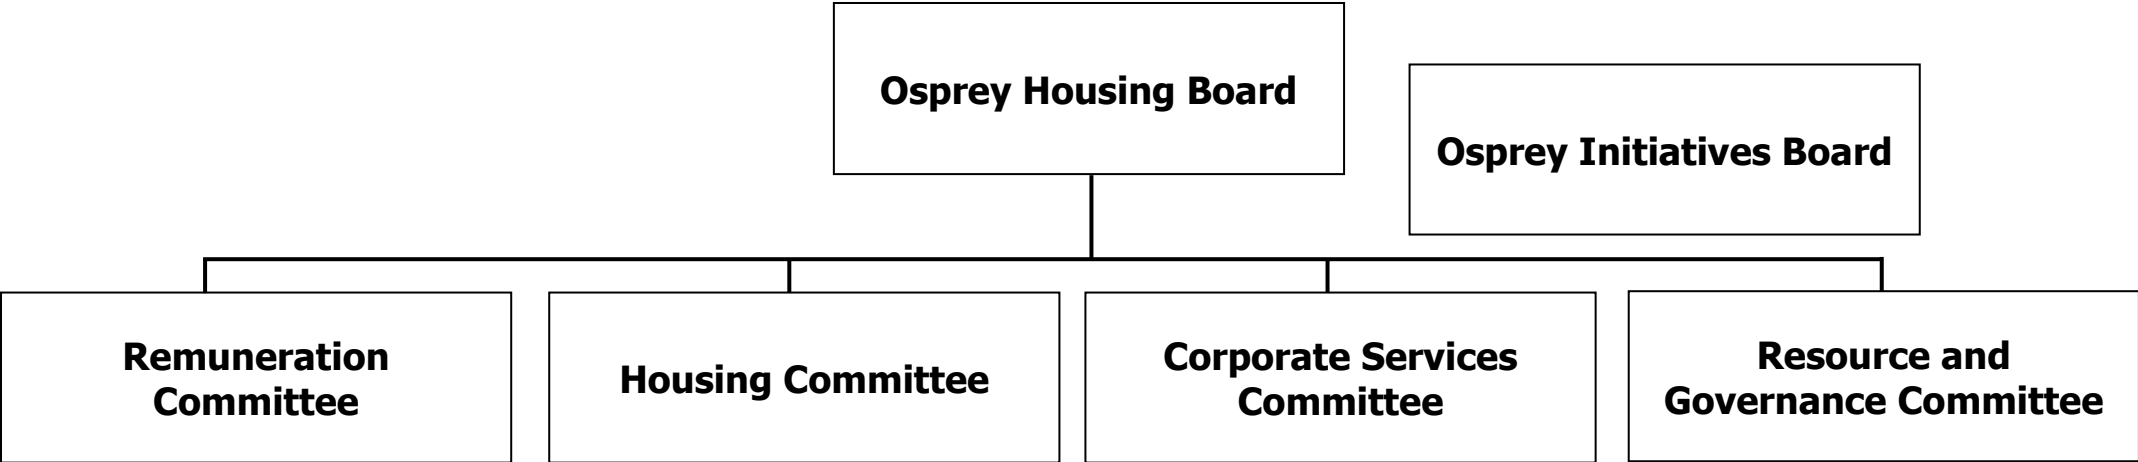 Osprey Housing Board
Osprey Initiatives Board
Remuneration
Committee
Housing Committee
Corporate Services
Committee
Resource and
Governance Committee